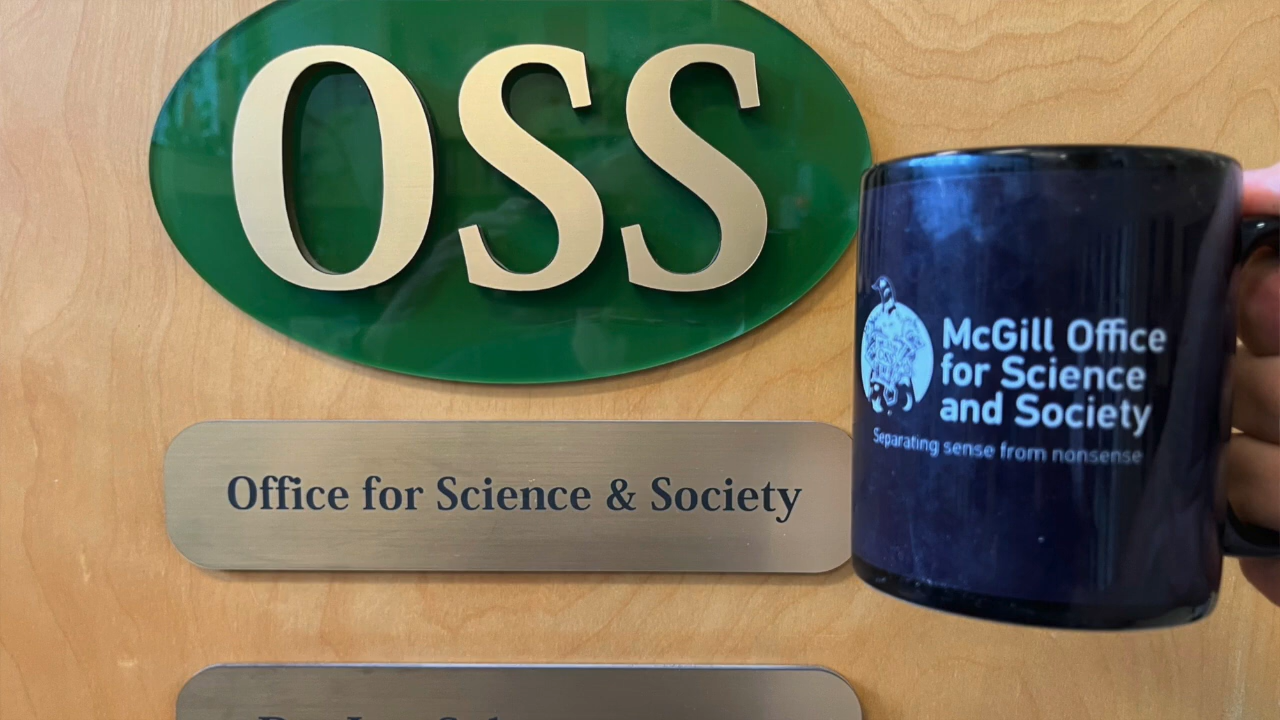 OSS
Office for Science & Society
McGill Office
for Science
and Society
Separating sense from nonsense